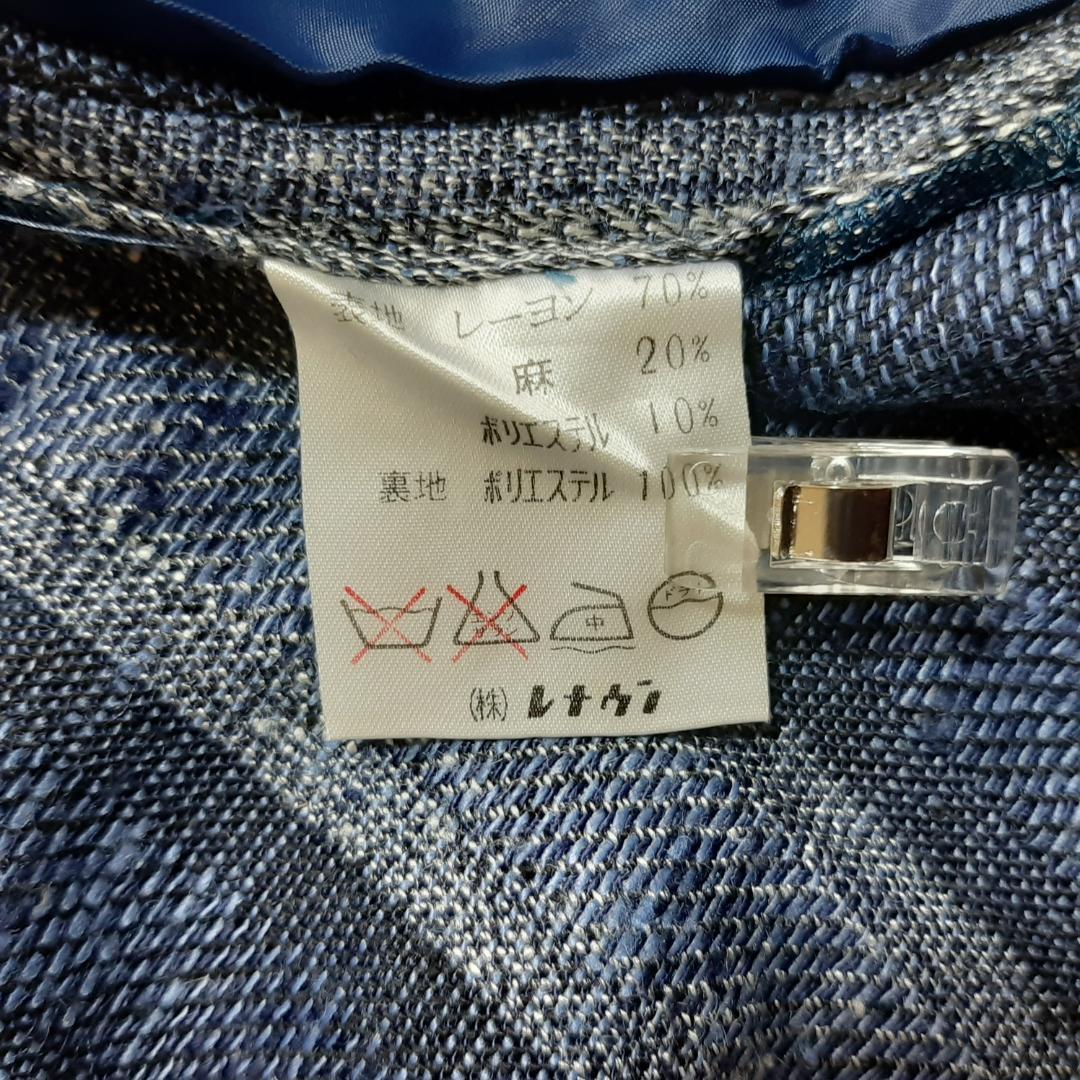 表地 レーヨン 70%
麻 20%
ポリエステル 10%
裏地 ポリエステル 100%
中
ドライ
(株) レナウン